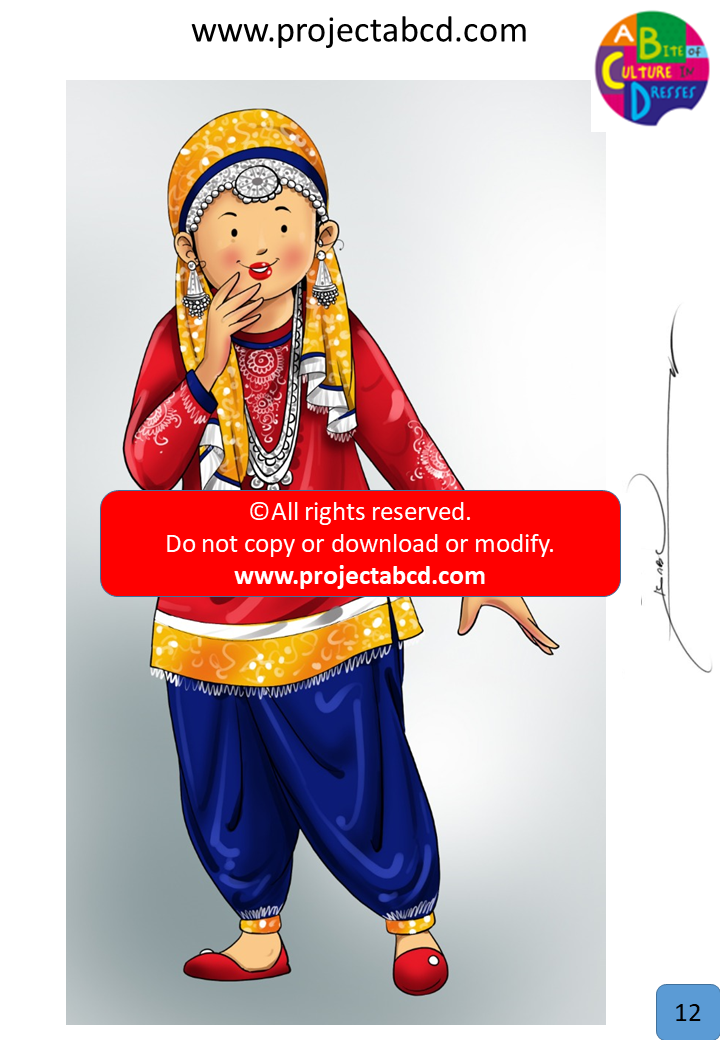 www.projectabcd.com
A BITE OF
CULTURE IN
DRESSES
©All rights reserved.
Do not copy or download or modify.
www.projectabcd.com
12